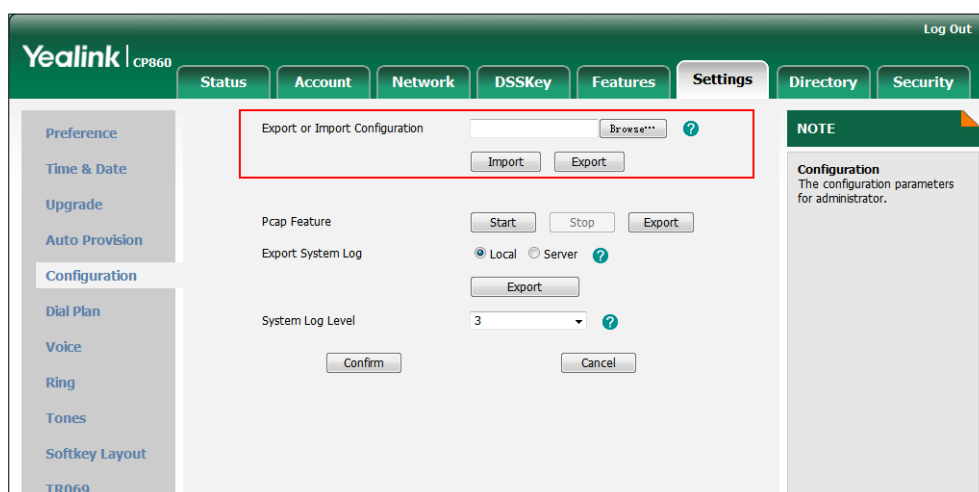 Log Out
Yealink | CP860
Status Account Network DSSKey Features Settings Directory Security
Preference
Time & Date
Upgrade
Auto Provision
Configuration
Dial Plan
Voice
Ring
Tones
Softkey Layout
TR069
Export or Import Configuration Browse... ?
Import Export
Pcap Feature Start Stop Export
Export System Log Local Server ?
Export
System Log Level 3 ?
Confirm Cancel
NOTE
Configuration
The configuration parameters
for administrator.